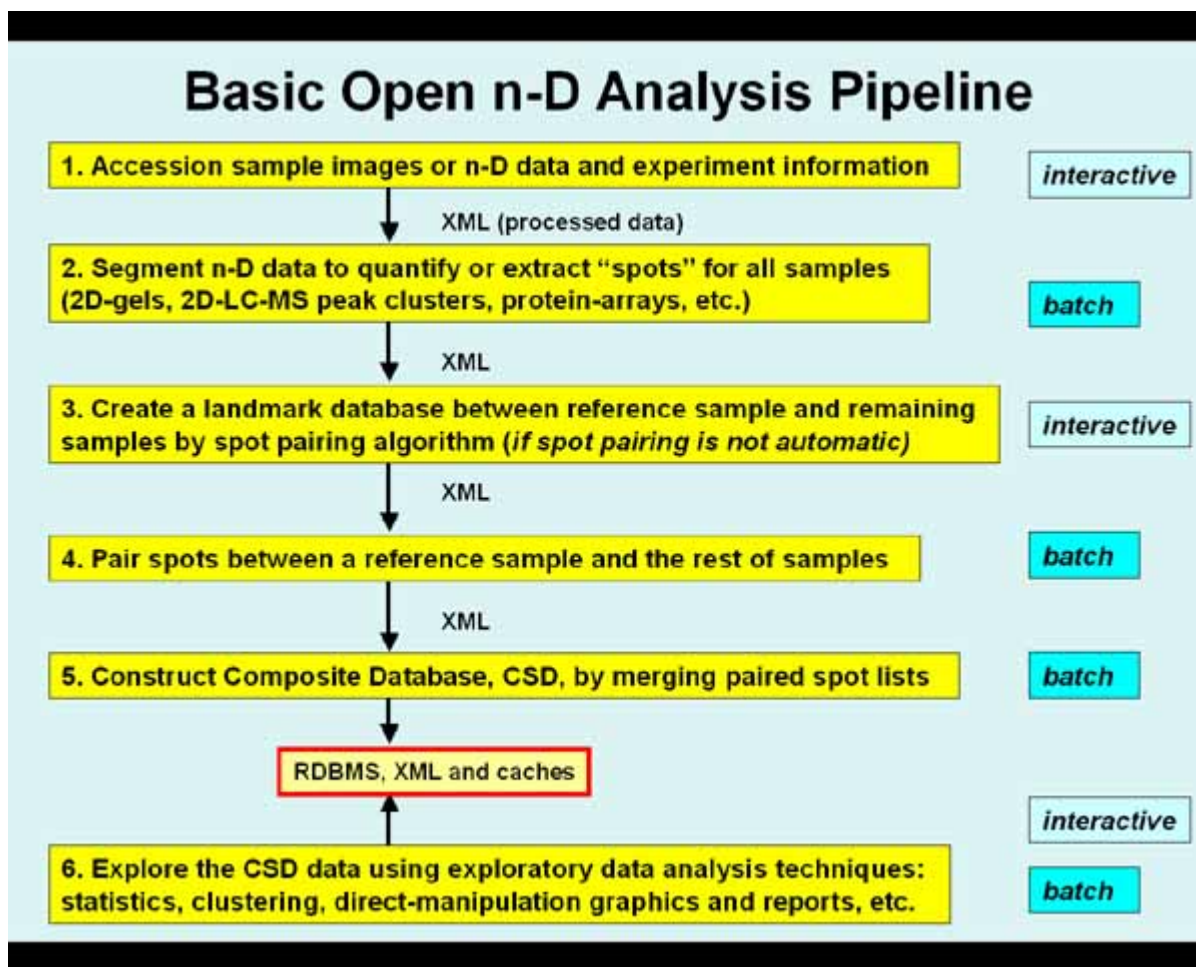 Basic Open n-D Analysis Pipeline
1. Accession sample images or n-D data and experiment information
interactive
XML (processed data)
2. Segment n-D data to quantify or extract “spots” for all samples
(2D-gels, 2D-LC-MS peak clusters, protein-arrays, etc.)
batch
XML
3. Create a landmark database between reference sample and remaining
samples by spot pairing algorithm (if spot pairing is not automatic)
interactive
XML
4. Pair spots between a reference sample and the rest of samples
batch
XML
5. Construct Composite Database, CSD, by merging paired spot lists
batch
RDBMS, XML and caches
interactive
6. Explore the CSD data using exploratory data analysis techniques:
statistics, clustering, direct-manipulation graphics and reports, etc.
batch